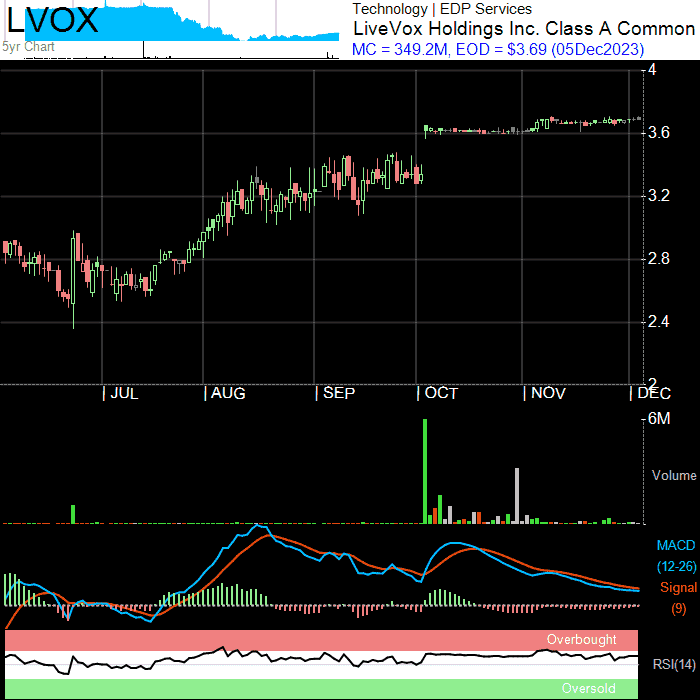 LVOX
5yr Chart
Technology | EDP Services
LiveVox Holdings Inc. Class A Common
MC = 349.2M, EOD = $3.69 (05Dec2023)
4
3.6
3.2
2.8
2.4
2
JUL
AUG
SEP
OCT
NOV
DEC
6M
Volume
MACD
(12-26)
Signal
(9)
Overbought
RSI(14)
Oversold